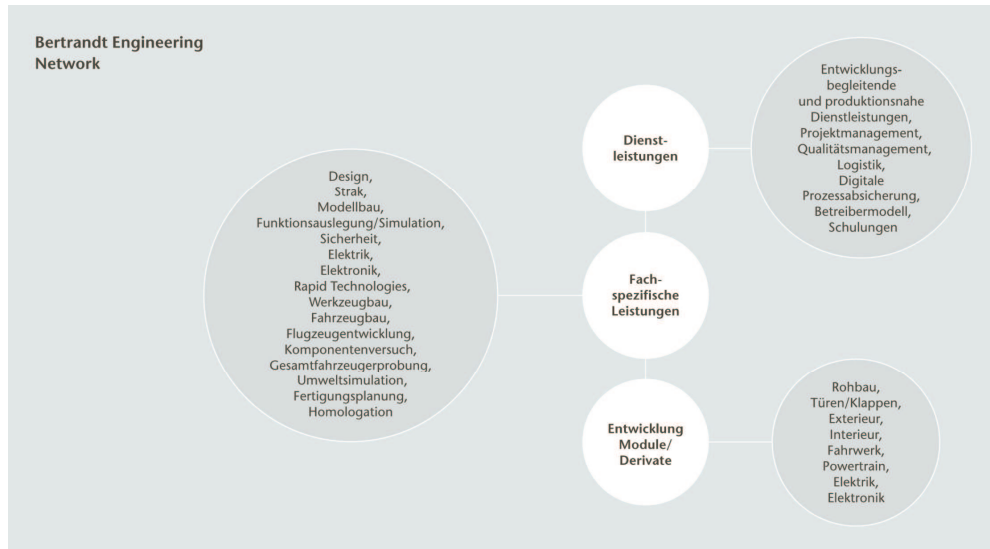 Bertrandt Engineering
Network
Dienst-
leistungen
Entwicklungs-
begleitende
und produktionsnahe
Dienstleistungen,
Projektmanagement,
Qualitätsmanagement,
Logistik,
Digitale
Prozessabsicherung,
Betreibermodell,
Schulungen
Design,
Strak,
Modellbau,
Funktionsauslegung/Simulation,
Sicherheit,
Elektrik,
Elektronik,
Rapid Technologies,
Werkzeugbau,
Fahrzeugbau,
Flugzeugentwicklung,
Komponentenversuch,
Gesamtfahrzeugerprobung,
Umweltsimulation,
Fertigungsplanung,
Homologation
Fach-
spezifische
Leistungen
Entwicklung
Module/
Derivate
Rohbau,
Türen/Klappen,
Exterieur,
Interieur,
Fahrwerk,
Powertrain,
Elektrik,
Elektronik